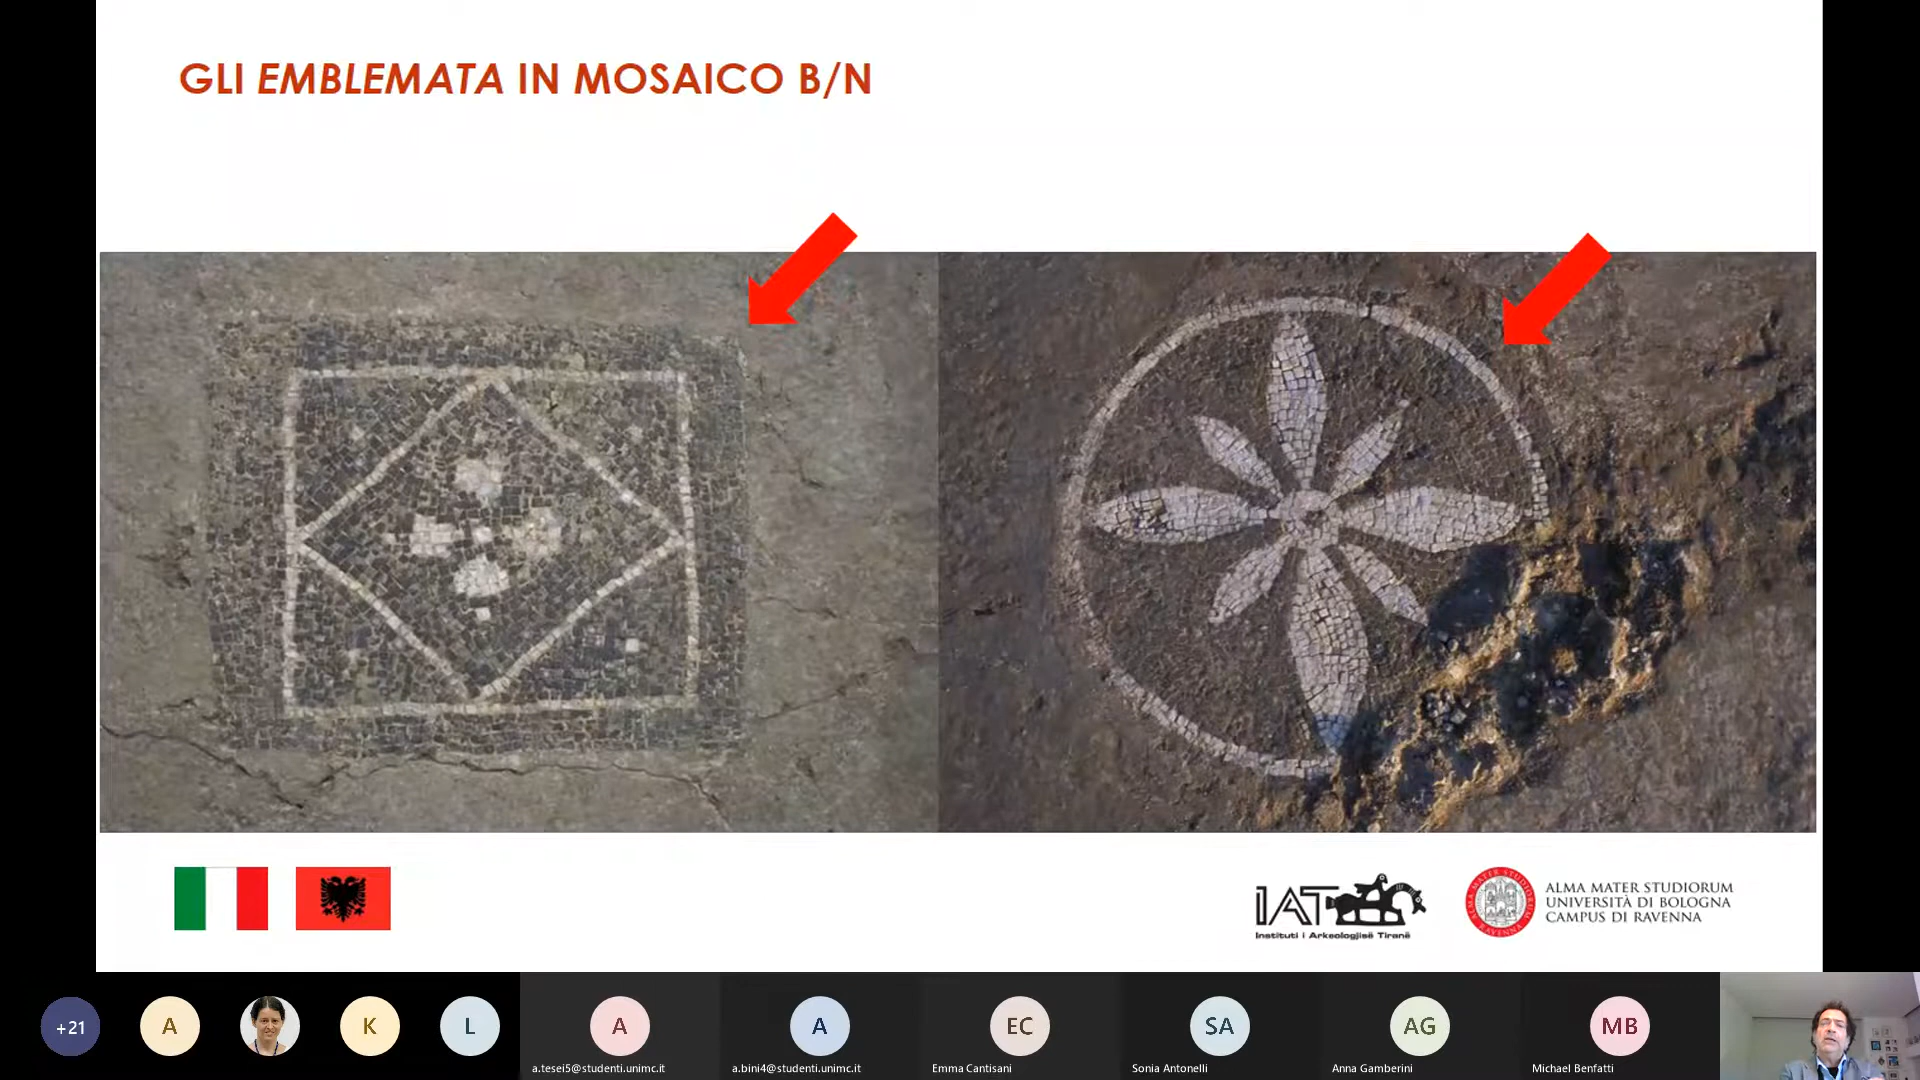 GLI EMBLEMATA IN MOSAICO B/N
IAT
Instituti i Arkeologjisë Tiranë
ALMA MATER STUDIORUM
UNIVERSITÀ DI BOLOGNA
CAMPUS DI RAVENNA
+21
A
K
L
A
A
EC
SA
AG
MB
a.tesei5@studenti.unimc.it
a.bini4@studenti.unimc.it
Emma Cantisani
Sonia Antonelli
Anna Gamberini
Michael Benfatti